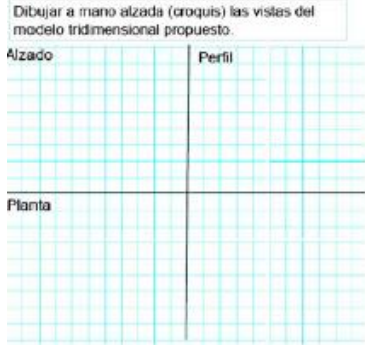 Dibujar a mano alzada (croquis) las vistas del
modelo tridimensional propuesto.
Alzado
Perfil
Planta